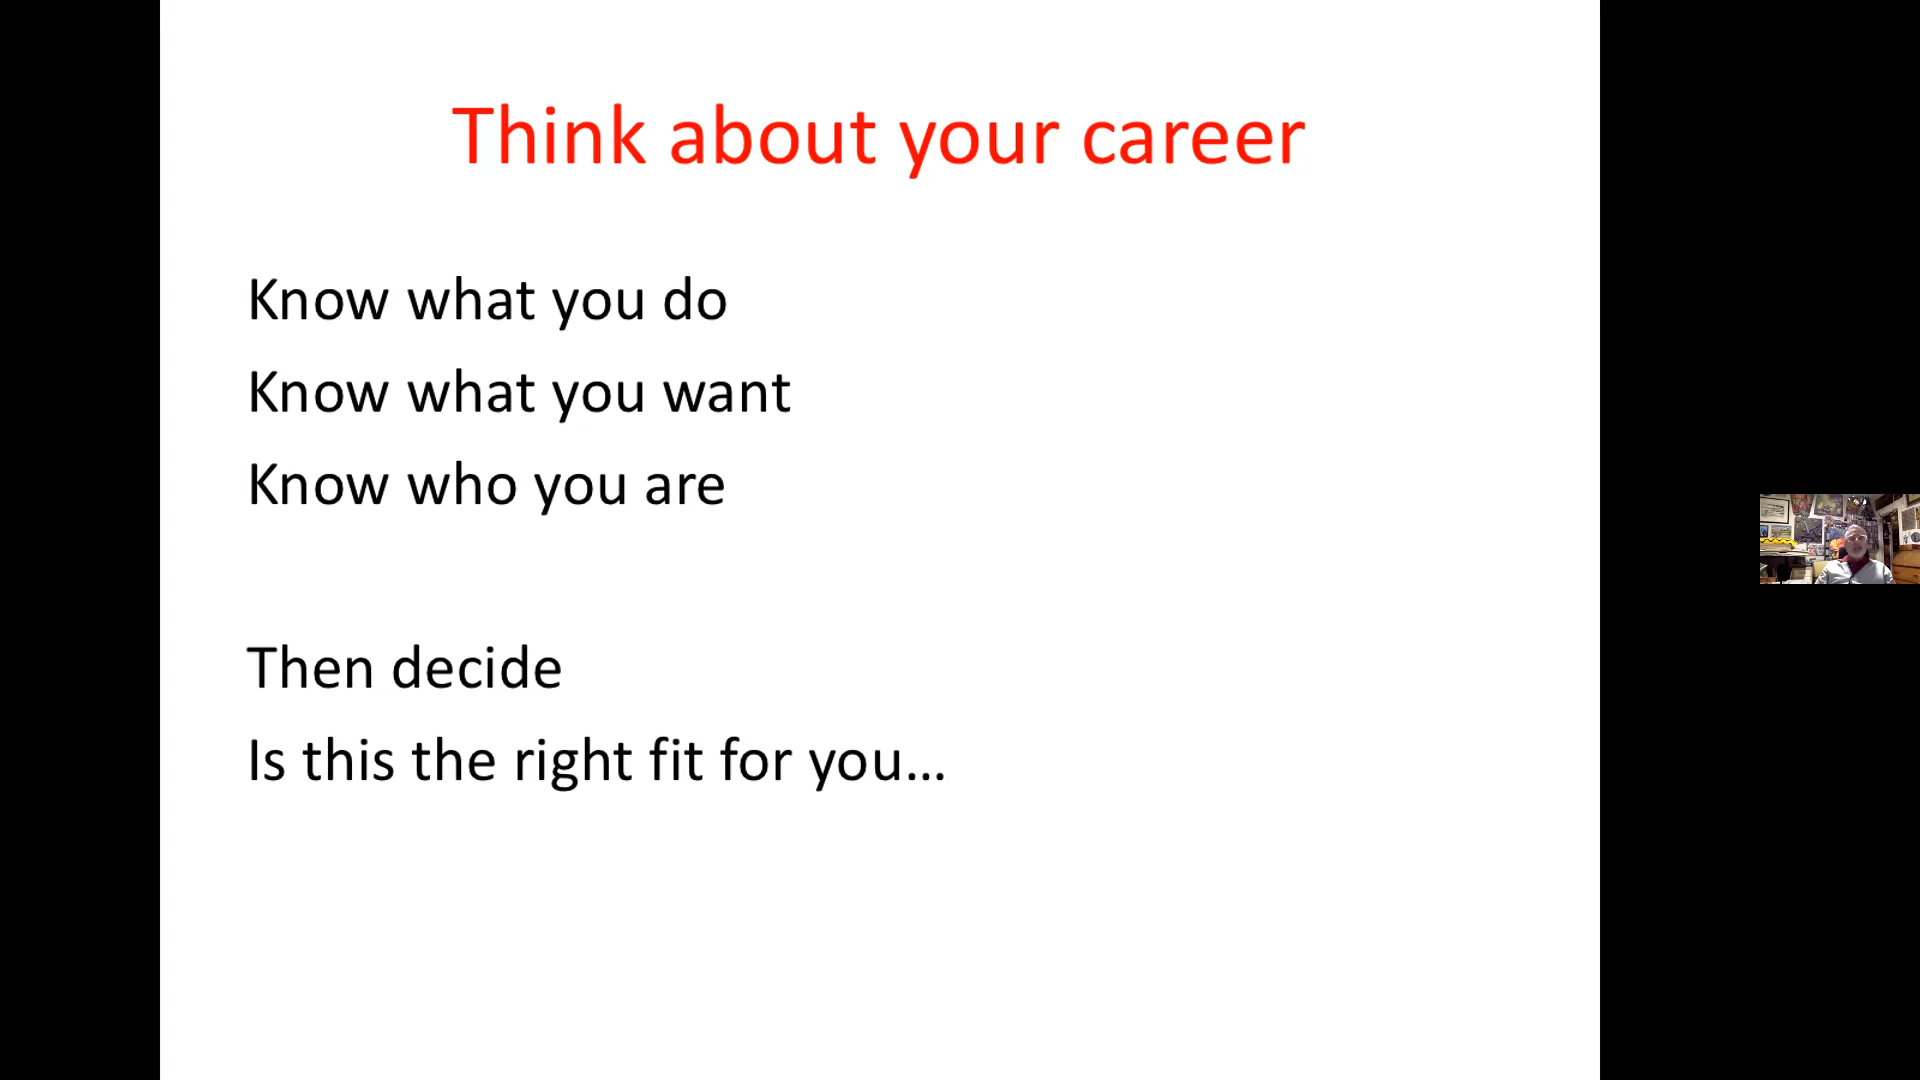 Think about your career
Know what you do
Know what you want
Know who you are
Then decide
Is this the right fit for you...